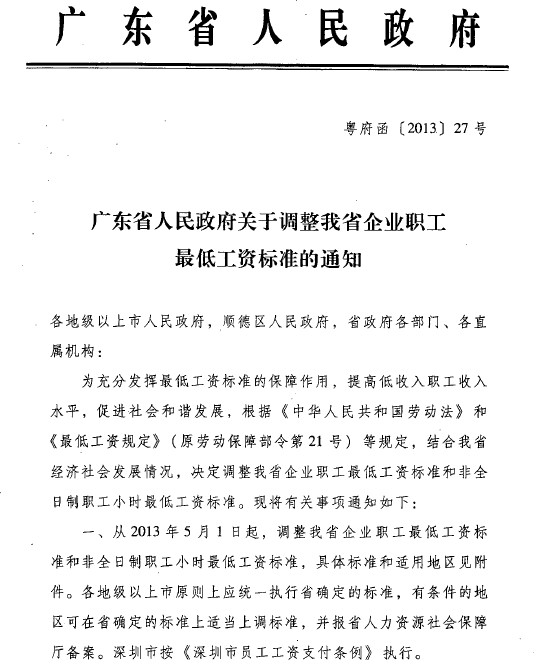 广东省人民政府
粤府函〔2013〕27号
广东省人民政府关于调整我省企业职工
最低工资标准的通知
各地级以上市人民政府，顺德区人民政府，省政府各部门、各直
属机构：
为充分发挥最低工资标准的保障作用，提高低收入职工收入
水平，促进社会和谐发展，根据《中华人民共和国劳动法》和
《最低工资规定》（原劳动保障部令第21号）等规定，结合我省
经济社会发展情况，决定调整我省企业职工最低工资标准和非全
日制职工小时最低工资标准。现将有关事项通知如下：
一、从2013年5月1日起，调整我省企业职工最低工资标
准和非全日制职工小时最低工资标准，具体标准和适用地区见附
件。各地级以上市原则上应统一执行省确定的标准，有条件的地
区可在省确定的标准上适当上调标准，并报省人力资源社会保障
厅备案。深圳市按《深圳市员工工资支付条例》执行。